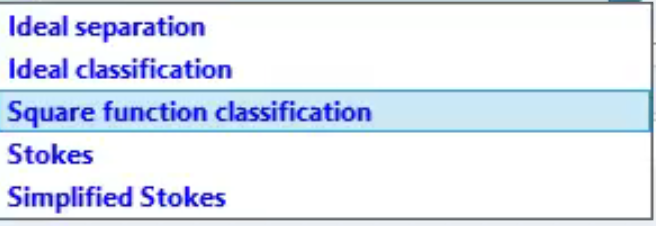 Ideal separation
Ideal classification
Square function classification
Stokes
Simplified Stokes